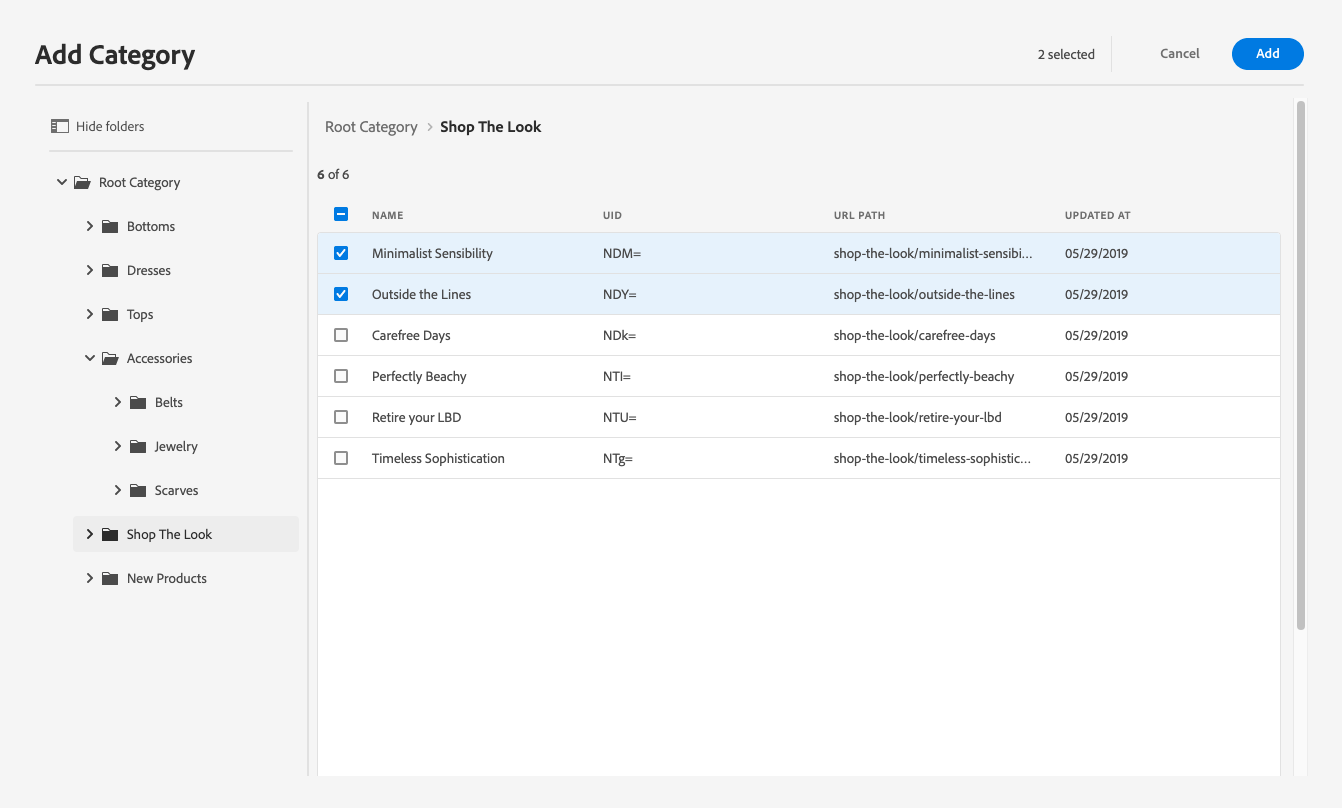 Add Category
2 selected
Cancel
Add
Hide folders
Root Category
Bottoms
Dresses
Tops
Accessories
Belts
Jewelry
Scarves
Shop The Look
New Products
Root Category > Shop The Look
6 of 6
NAME UID URL PATH UPDATED AT
Minimalist Sensibility NDM= shop-the-look/minimalist-sensibi... 05/29/2019
Outside the Lines NDY= shop-the-look/outside-the-lines 05/29/2019
Carefree Days NDk= shop-the-look/carefree-days 05/29/2019
Perfectly Beachy NTI= shop-the-look/perfectly-beachy 05/29/2019
Retire your LBD NTU= shop-the-look/retire-your-lbd 05/29/2019
Timeless Sophistication NTg= shop-the-look/timeless-sophistic... 05/29/2019